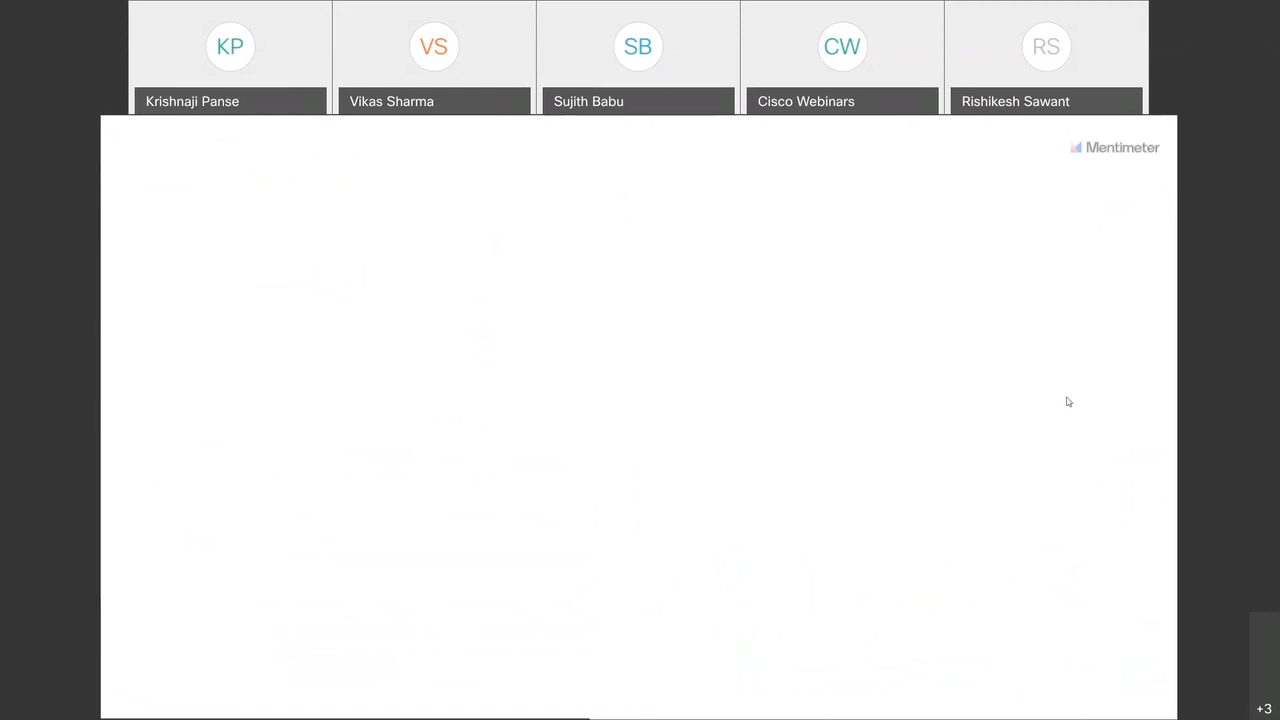 KP
VS
SB
CW
RS
Krishnaji Panse
Vikas Sharma
Sujith Babu
Cisco Webinars
Rishikesh Sawant
Mentimeter
+3